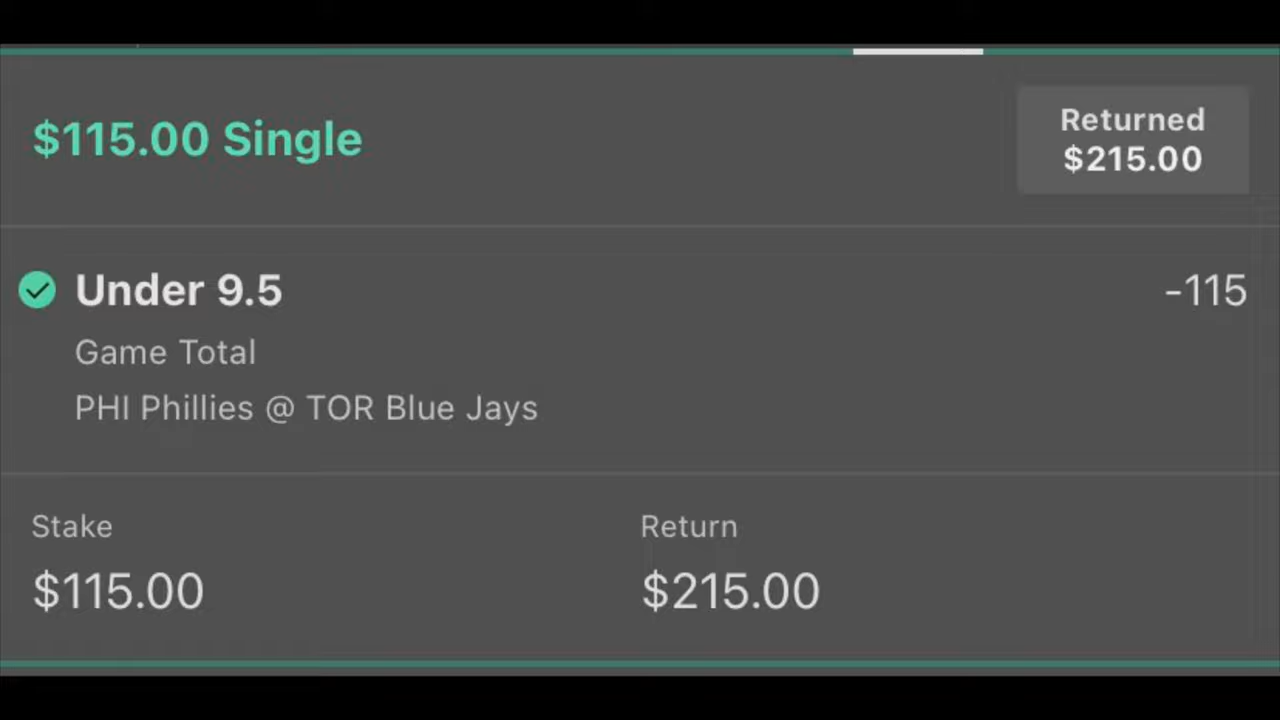 $115.00 Single
Returned
$215.00
Under 9.5
-115
Game Total
PHI Phillies @ TOR Blue Jays
Stake
Return
$115.00
$215.00